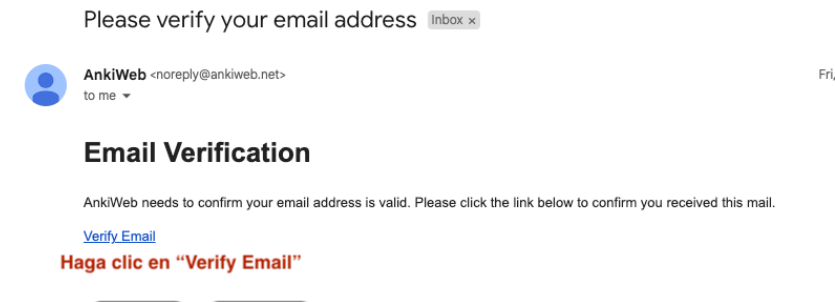 Please verify your email address Inbox ×
AnkiWeb <noreply@ankiweb.net> Fri,
to me
Email Verification
AnkiWeb needs to confirm your email address is valid. Please click the link below to confirm you received this mail.
Verify Email
Haga clic en “Verify Email”